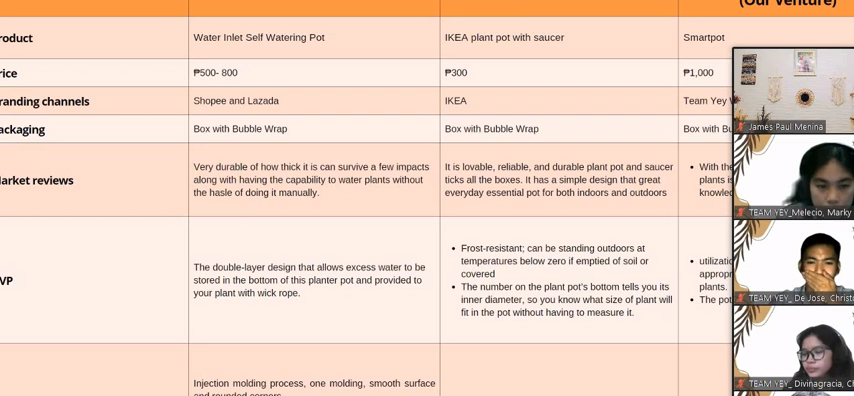 (Our Venture)
roduct
Water Inlet Self Watering Pot
IKEA plant pot with saucer
Smartpot
rice
₱500- 800
₱300
₱1,000
randing channels
Shopee and Lazada
IKEA
Team Yey
ackaging
Box with Bubble Wrap
Box with Bubble Wrap
Box with Bu
arket reviews
Very durable of how thick it is can survive a few impacts
along with having the capability to water plants without
the hasle of doing it manually.
It is lovable, reliable, and durable plant pot and saucer
ticks all the boxes. It has a simple design that great
everyday essential pot for both indoors and outdoors
• With the
plants is
knowled
VP
The double-layer design that allows excess water to be
stored in the bottom of this planter pot and provided to
your plant with wick rope.
• Frost-resistant; can be standing outdoors at
temperatures below zero if emptied of soil or
covered
• The number on the plant pot's bottom tells you its
inner diameter, so you know what size of plant will
fit in the pot without having to measure it.
• utilizatio
appropr
plants.
• The pot
Injection molding process, one molding, smooth surface
and rounded corners
James Paul Menina
TEAM YEY_Melecio, Marky
TEAM YEY_ De Jose, Christo
TEAM YEY_ Divinagracia, Ch